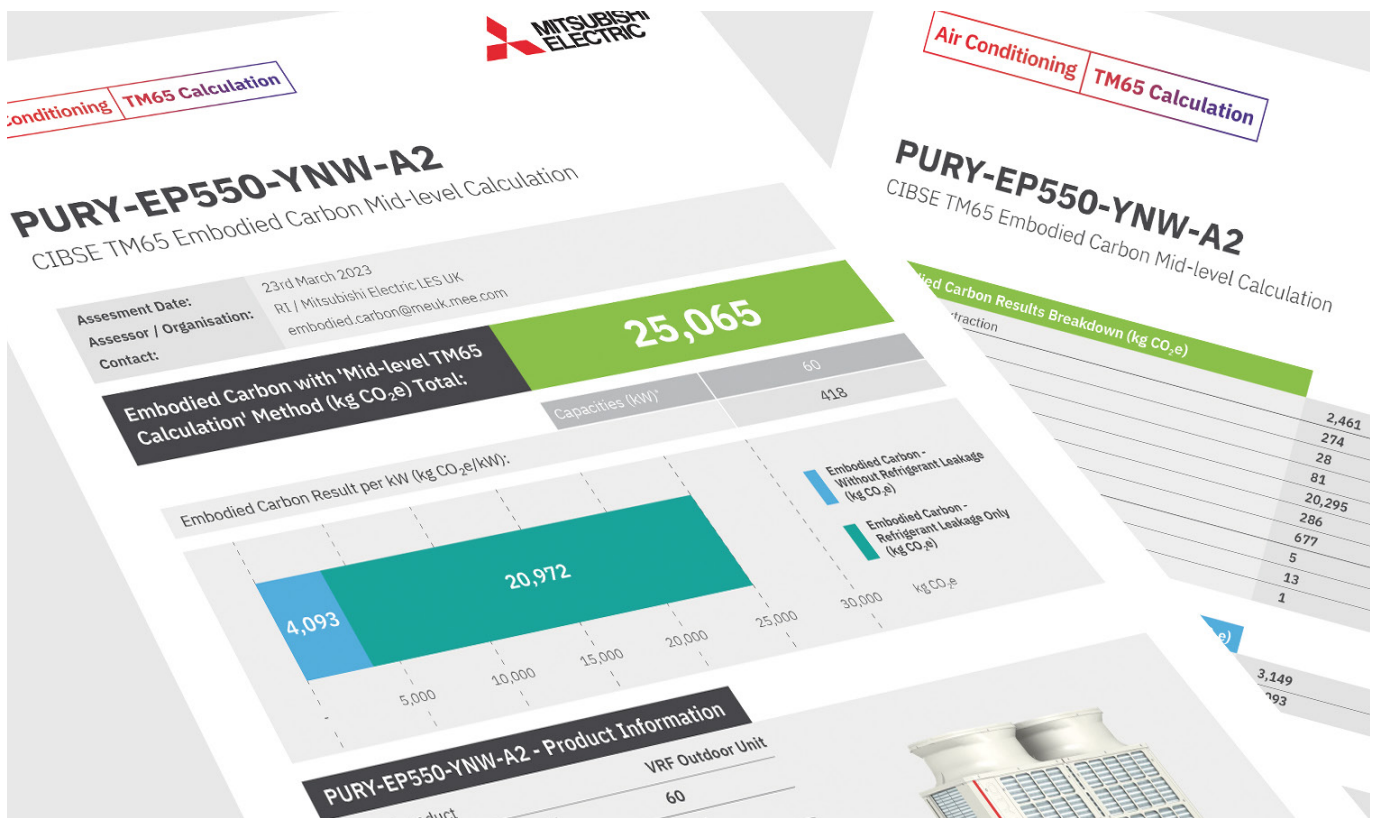 MITSUBISHI
ELECTRIC
Conditioning TM65 Calculation
PURY-EP550-YNW-A2
CIBSE TM65 Embodied Carbon Mid-level Calculation
Assesment Date: 23rd March 2023
Assessor / Organisation: RI / Mitsubishi Electric LES UK
Contact: embodied.carbon@meuk.mee.com
Embodied Carbon with 'Mid-level TM65
Calculation' Method (kg CO₂e) Total:
25,065
Capacities (kW)* 60
Embodied Carbon Result per kW (kg CO₂e/kW): 418
4,093
20,972
Embodied Carbon -
Without Refrigerant Leakage
(kg CO₂e)
Embodied Carbon -
Refrigerant Leakage Only
(kg CO₂e)
- 5,000 10,000 15,000 20,000 25,000 30,000 kg CO₂e
PURY-EP550-YNW-A2 - Product Information
VRF Outdoor Unit
60
Air Conditioning TM65 Calculation
PURY-EP550-YNW-A2
CIBSE TM65 Embodied Carbon Mid-level Calculation
Carbon Results Breakdown (kg CO₂e)
2,461
274
28
81
20,295
286
677
5
13
1
e)
3,149
093